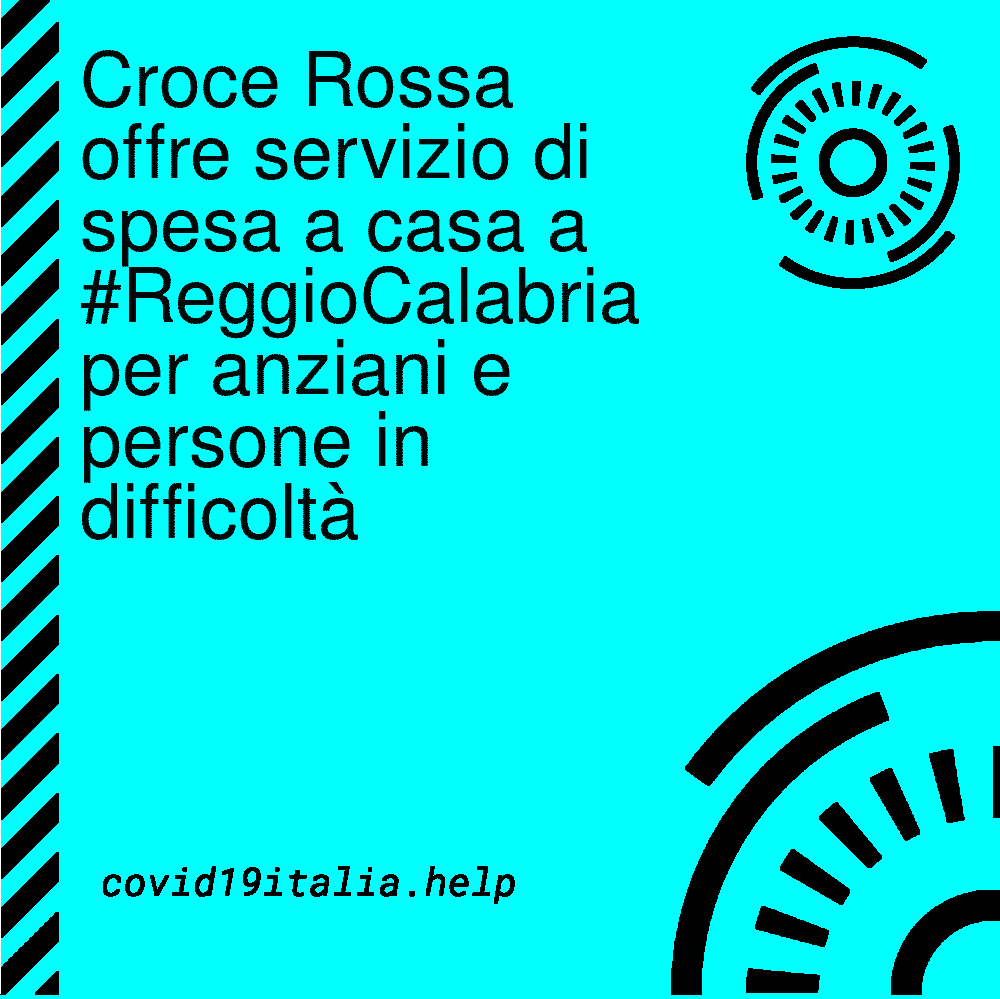 Croce Rossa
offre servizio di
spesa a casa a
#ReggioCalabria
per anziani e
persone in
difficoltà
covid19italia.help